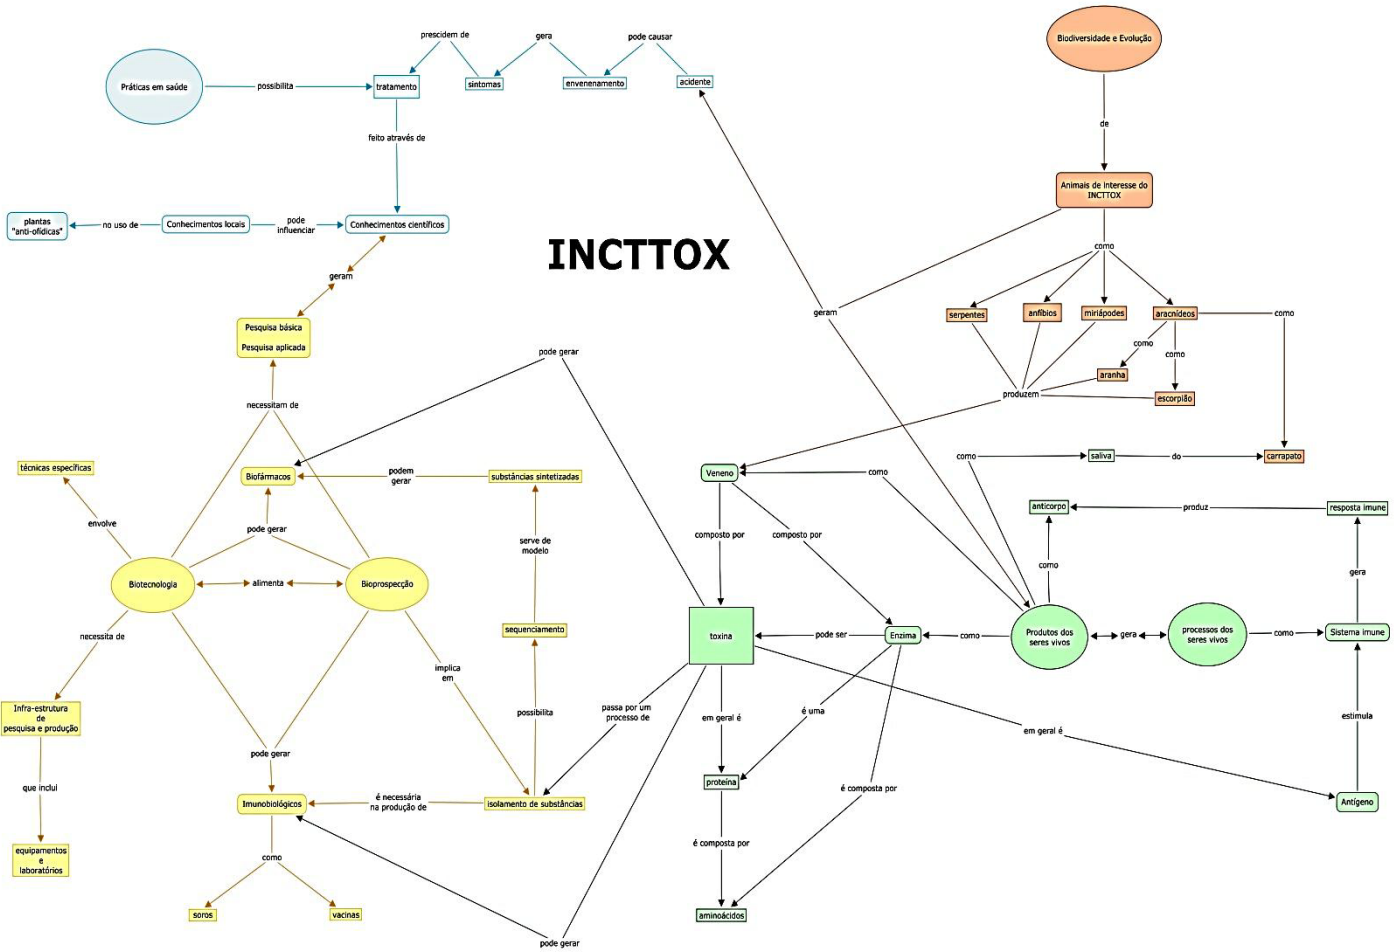 prescidem de
gera
pode causar
Biodiversidade e Evolução
Práticas em saúde
possibilita
tratamento
sintomas
envenenamento
acidente
feito através de
de
Animais de interesse do
INCTTOX
plantas
"anti-ofídicas"
no uso de
Conhecimentos locais
pode
influenciar
Conhecimentos científicos
INCTTOX
como
geram
geram
serpentes
anfíbios
miriápodes
aracnídeos
como
Pesquisa básica
Pesquisa aplicada
como
como
pode gerar
aranha
produzem
escorpião
necessitam de
técnicas específicas
Biofármacos
podem
gerar
substâncias sintetizadas
Veneno
como
como
saliva
do
carrapato
envolve
pode gerar
serve de
modelo
composto por
composto por
anticorpo
produz
resposta imune
como
gera
Biotecnologia
alimenta
Bioprospecção
necessita de
sequenciamento
toxina
pode ser
Enzima
como
Produtos dos
seres vivos
gera
processos dos
seres vivos
como
Sistema imune
implica
em
Infra-estrutura
de
pesquisa e produção
possibilita
passa por um
processo de
em geral é
é uma
em geral é
estimula
pode gerar
que inclui
Imunobiológicos
é necessária
na produção de
isolamento de substâncias
proteína
é composta por
Antígeno
equipamentos
e
laboratórios
como
é composta por
soros
vacinas
aminoácidos
pode gerar